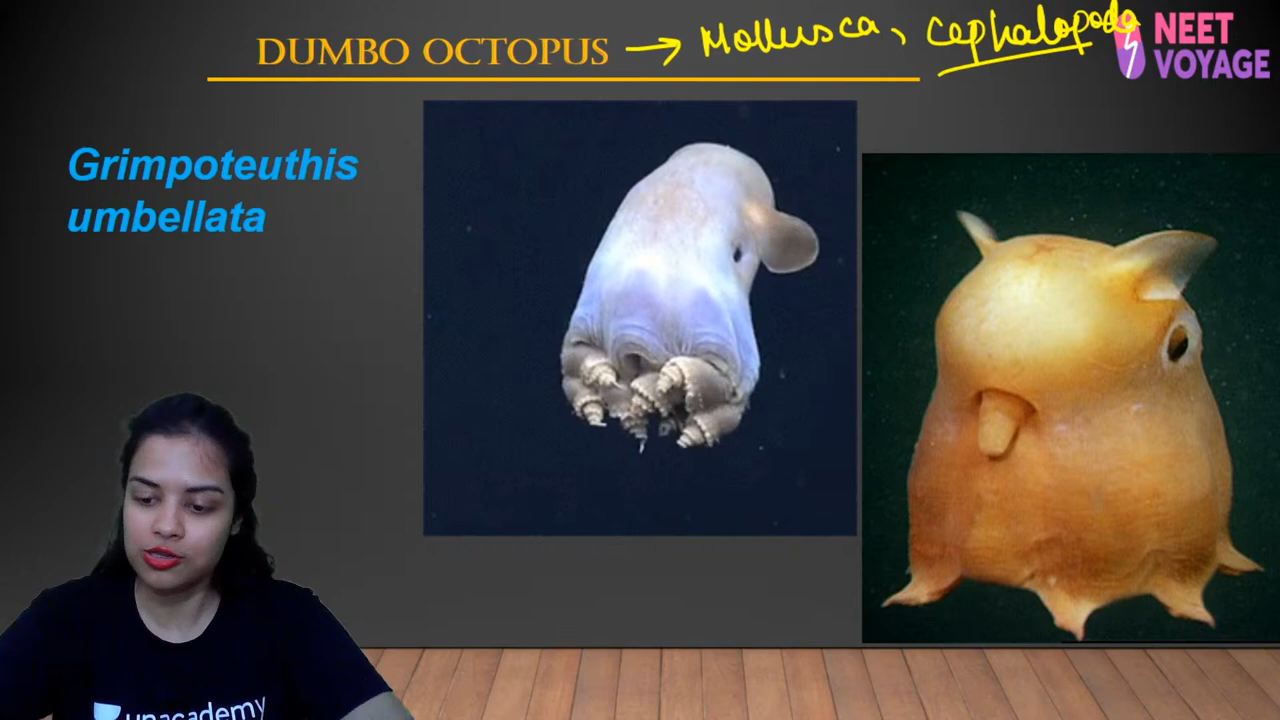 DUMBO OCTOPUS → Mollusca, Cephalopoda
NEET
VOYAGE
Grimpoteuthis
umbellata
unacademy